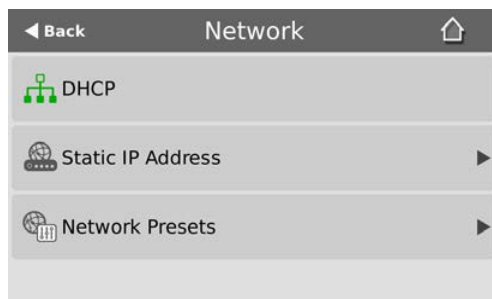 Back
Network
DHCP
Static IP Address
Network Presets